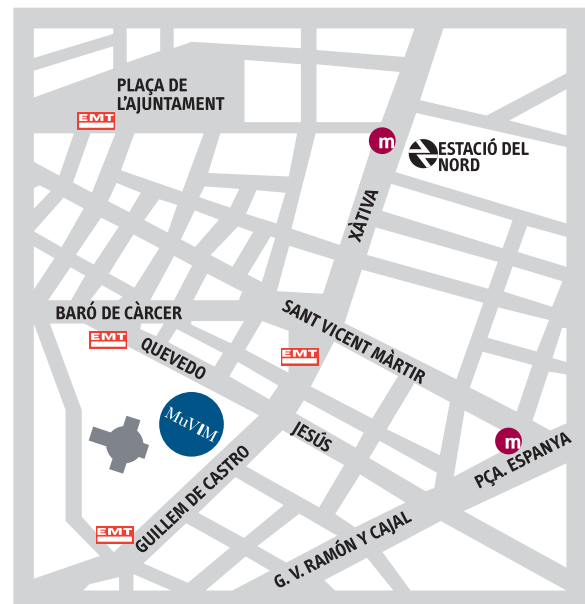 PLAÇA DE
L'AJUNTAMENT
EMT
m
ESTACIÓ DEL
NORD
XÀTIVA
BARÓ DE CÀRCER
SANT VICENT MÀRTIR
EMT
QUEVEDO
EMT
MuVIM
JESÚS
m
PÇA. ESPANYA
GUILLEM DE CASTRO
EMT
G. V. RAMÓN Y CAJAL